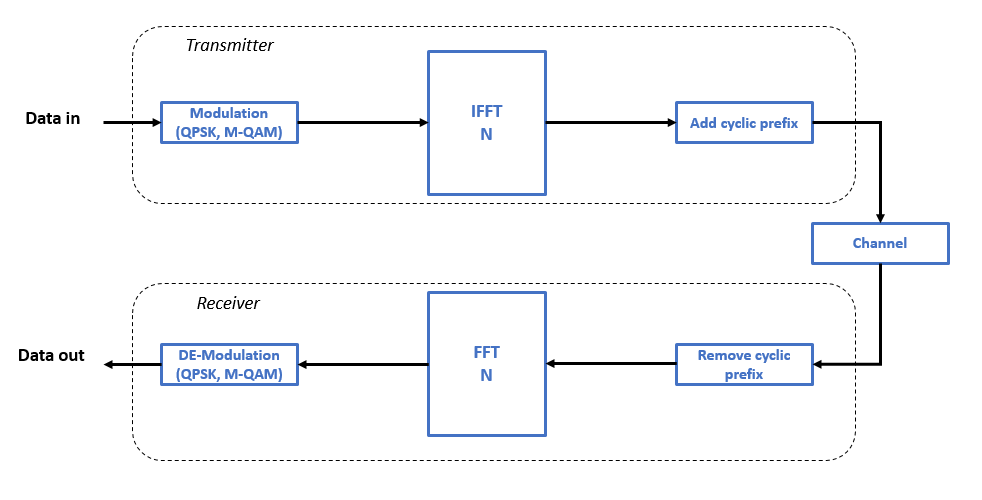 Transmitter
Data in
Modulation
(QPSK, M-QAM)
IFFT
N
Add cyclic prefix
Channel
Receiver
Data out
DE-Modulation
(QPSK, M-QAM)
FFT
N
Remove cyclic
prefix